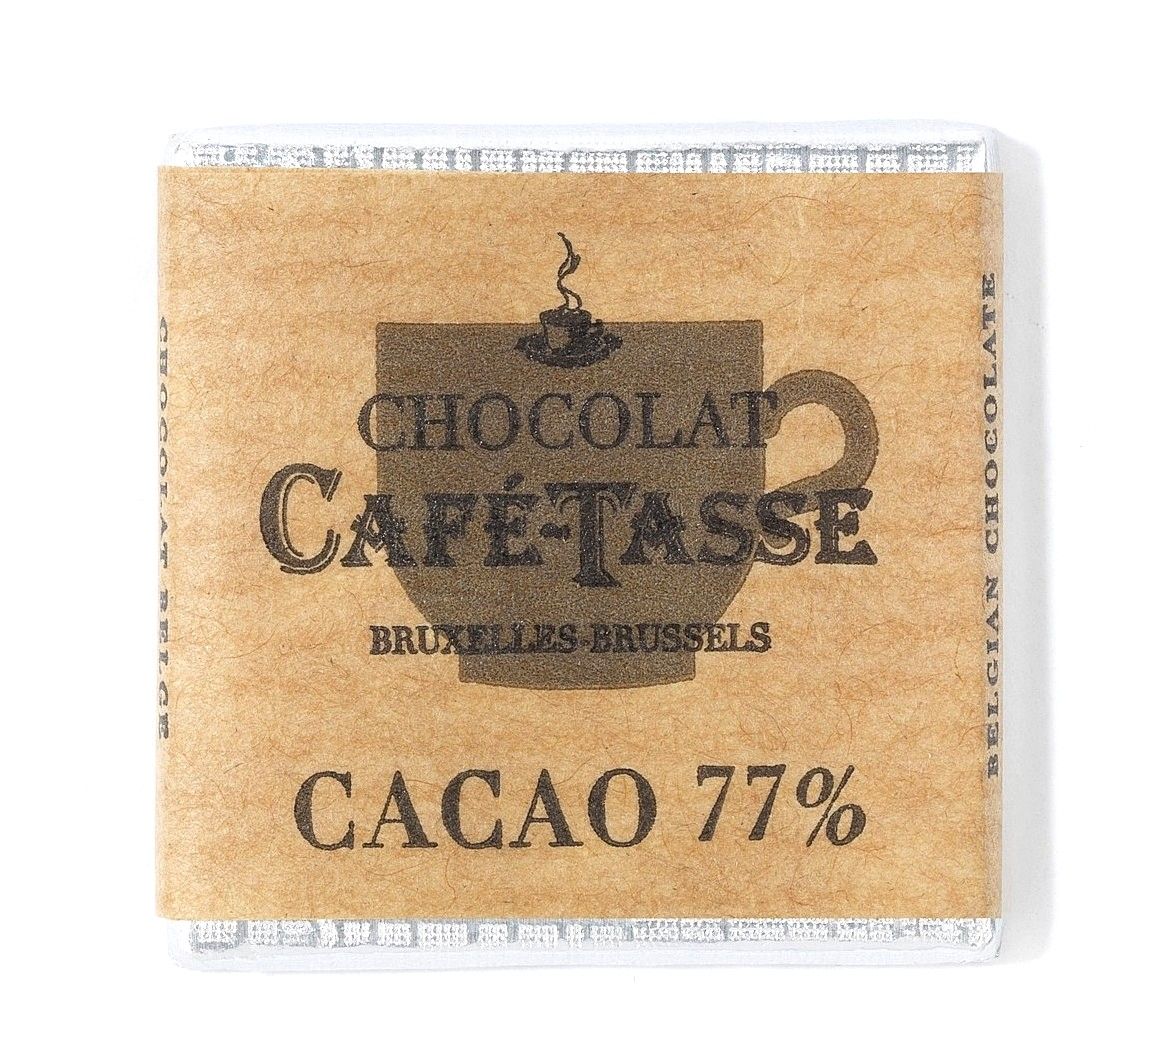 CHOCOLAT
CAFÉ-TASSE
BRUXELLES-BRUSSELS
CACAO 77%
CHOCOLAT BELGE
BELGIAN CHOCOLATE